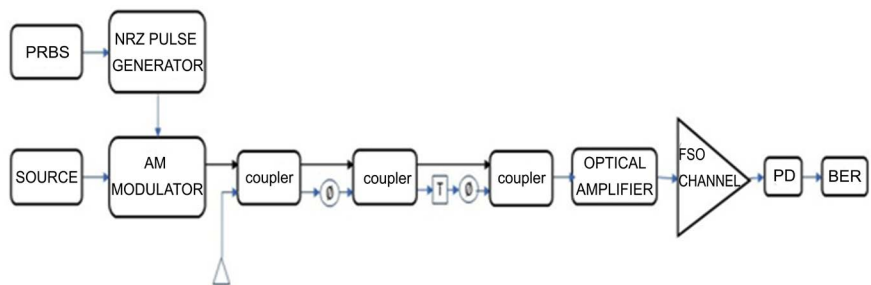 PRBS
NRZ PULSE
GENERATOR
SOURCE
AM
MODULATOR
coupler
Ø
coupler
T
Ø
coupler
OPTICAL
AMPLIFIER
FSO
CHANNEL
PD
BER